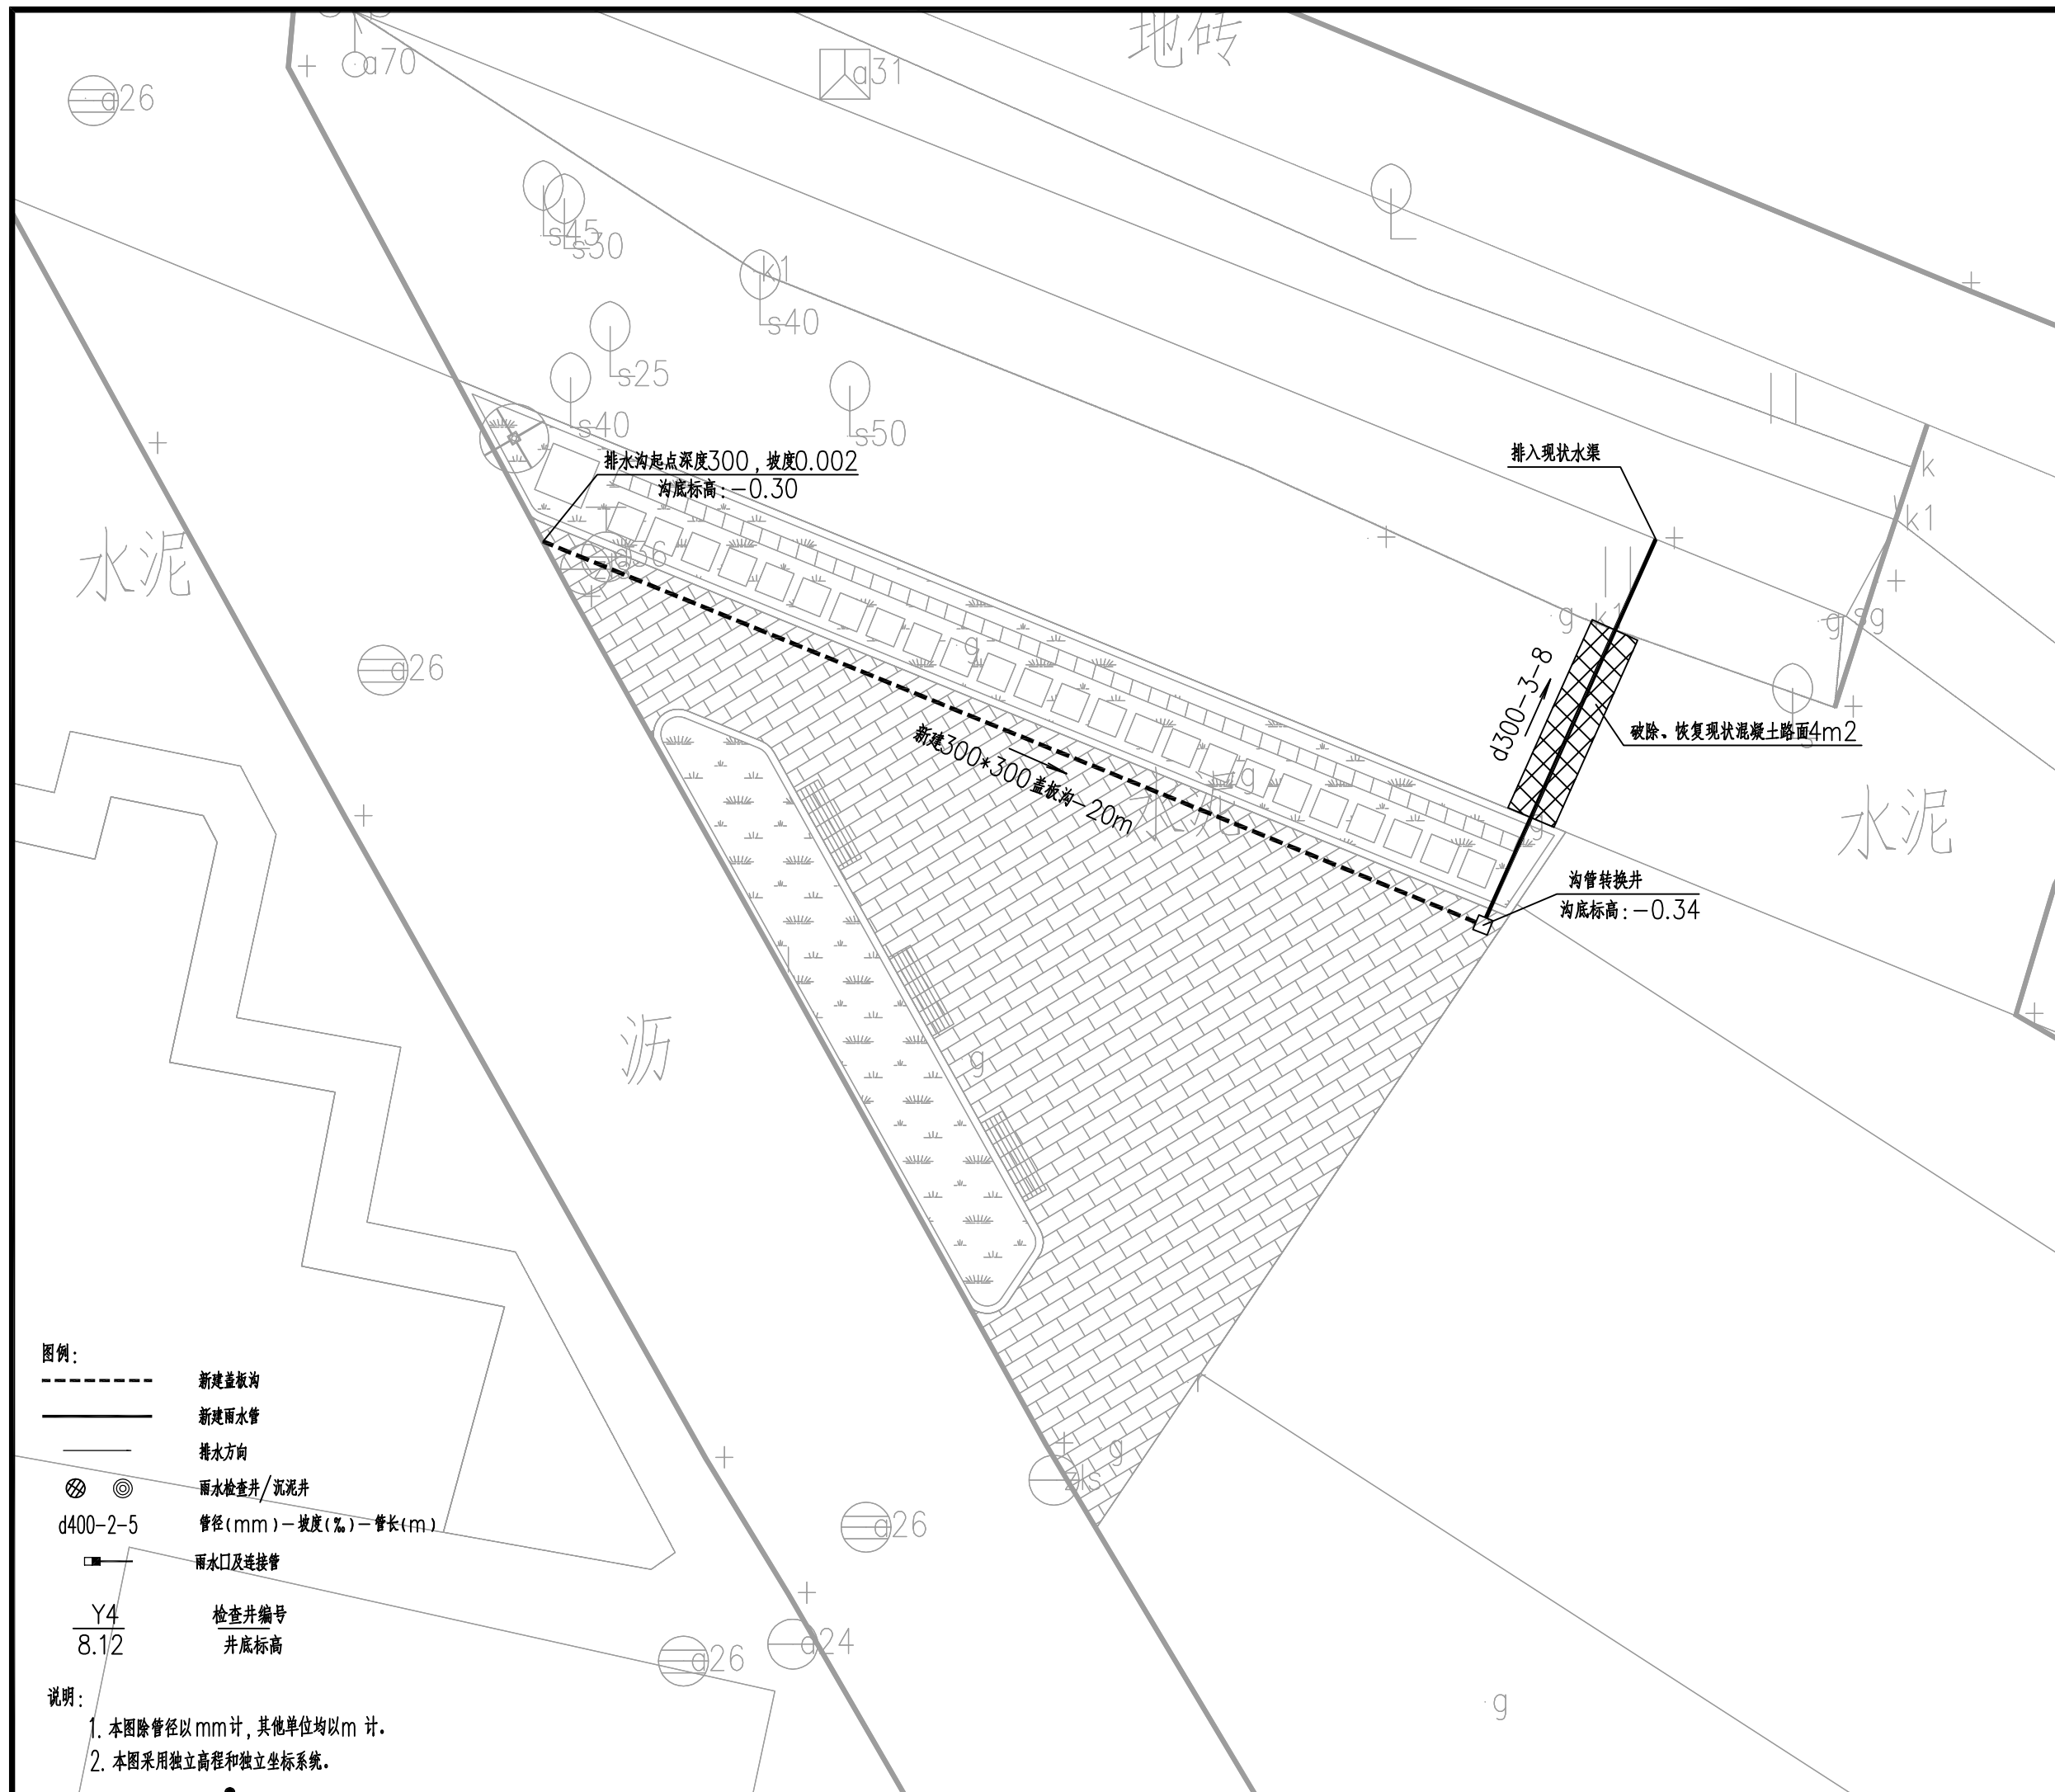 地砖
a70
a31
a26
s45
s30
k1
s40
s25
s40
s50
排水沟起点深度300，坡度0.002
沟底标高：-0.30
排入现状水渠
k
k1
水泥
a36
g
k1
g
sg
g
a26
d300-3-8
破除、恢复现状混凝土路面4m2
g
新建300*300盖板沟-20m
水泥
g
水泥
g
沟管转换井
沟底标高：-0.34
沥
g
图例：
新建盖板沟
新建雨水管
排水方向
雨水检查井/沉泥井
d400-2-5 管径(mm)-坡度(‰)-管长(m)
雨水口及连接管
Y4 检查井编号
8.12 井底标高
g
zks
a26
a24
a26
g
说明：
1. 本图除管径以mm计，其他单位均以m 计。
2. 本图采用独立高程和独立坐标系统。